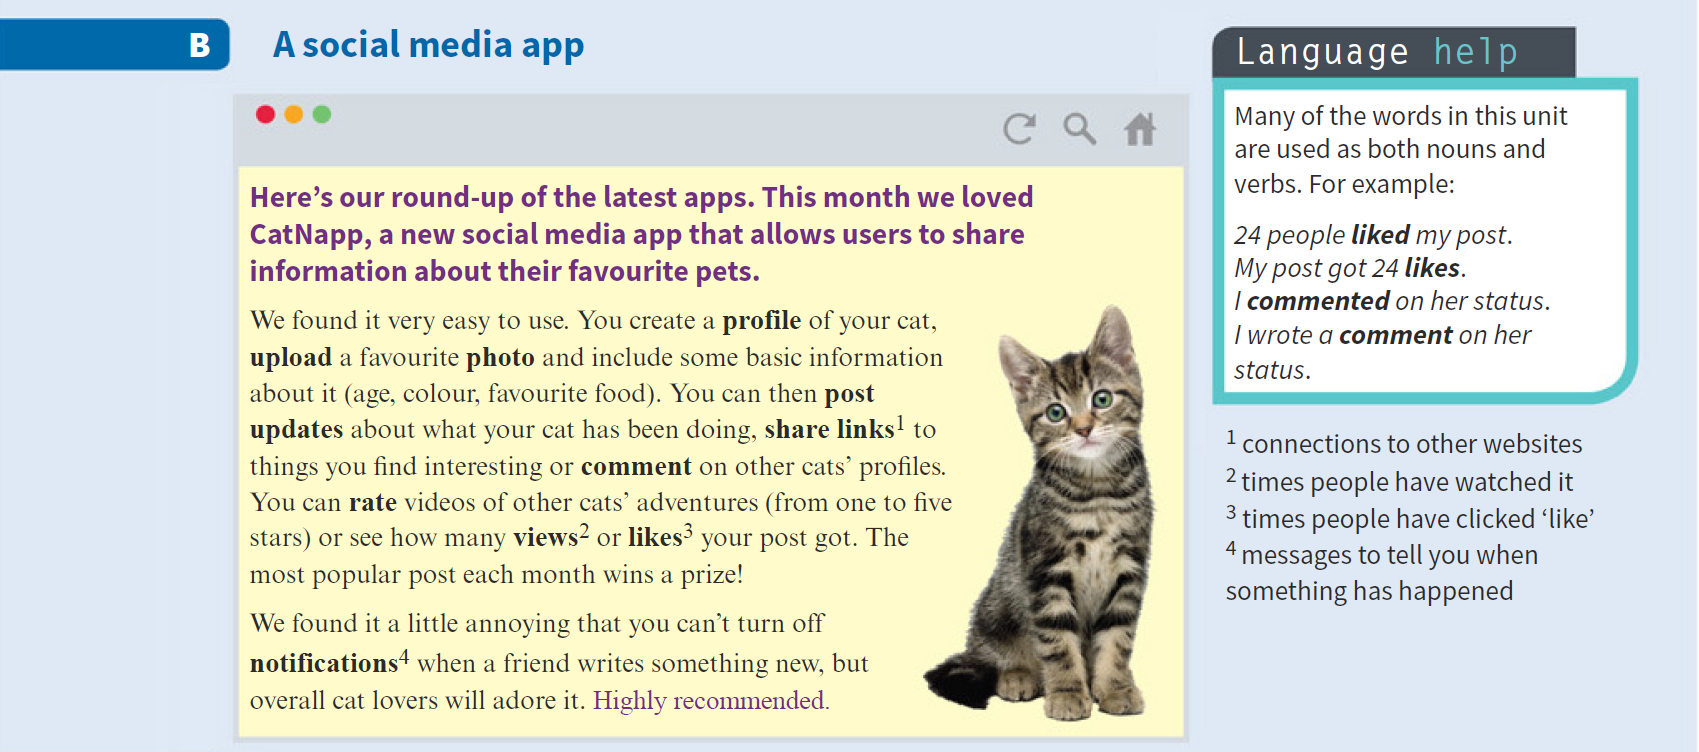 B A social media app
Here's our round-up of the latest apps. This month we loved
CatNapp, a new social media app that allows users to share
information about their favourite pets.
We found it very easy to use. You create a profile of your cat,
upload a favourite photo and include some basic information
about it (age, colour, favourite food). You can then post
updates about what your cat has been doing, share links¹ to
things you find interesting or comment on other cats' profiles.
You can rate videos of other cats' adventures (from one to five
stars) or see how many views² or likes³ your post got. The
most popular post each month wins a prize!
We found it a little annoying that you can't turn off
notifications⁴ when a friend writes something new, but
overall cat lovers will adore it. Highly recommended.
Language help
Many of the words in this unit
are used as both nouns and
verbs. For example:
24 people liked my post.
My post got 24 likes.
I commented on her status.
I wrote a comment on her
status.
¹ connections to other websites
² times people have watched it
³ times people have clicked ‘like’
⁴ messages to tell you when
something has happened